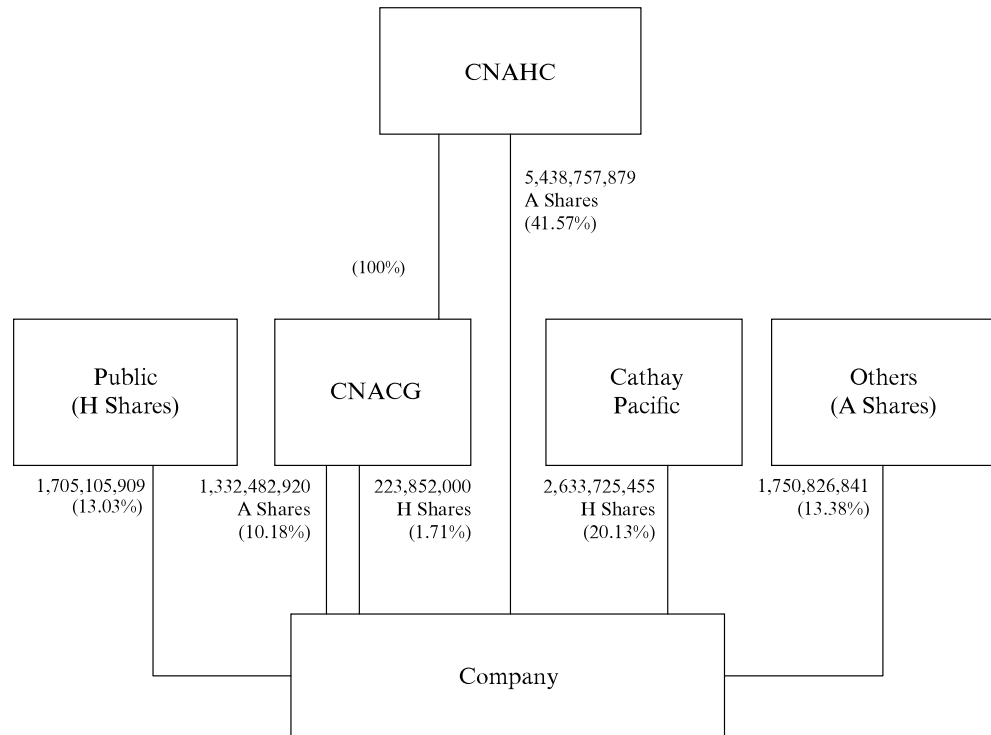 CNAHC
5,438,757,879
A Shares
(41.57%)
(100%)
Public
(H Shares)
CNACG
Cathay
Pacific
Others
(A Shares)
1,705,105,909
(13.03%)
1,332,482,920
A Shares
(10.18%)
223,852,000
H Shares
(1.71%)
2,633,725,455
H Shares
(20.13%)
1,750,826,841
(13.38%)
Company